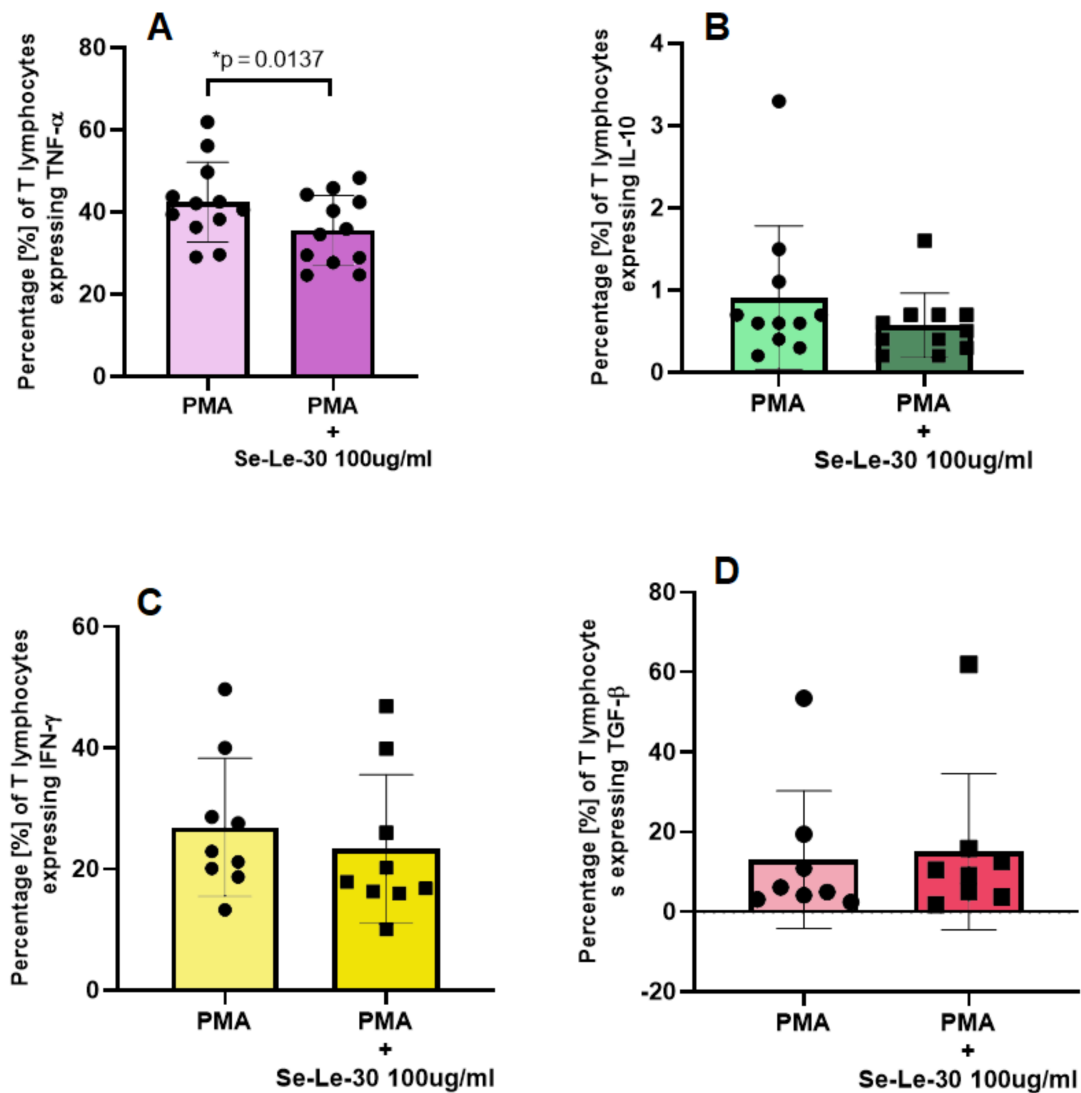 A
Percentage [%] of T lymphocytes
expressing TNF-α
80
60
40
20
0
*p = 0.0137
PMA
PMA
+
Se-Le-30 100ug/ml
B
Percentage [%] of T lymphocytes
expressing IL-10
4
3
2
1
0
PMA
PMA
+
Se-Le-30 100ug/ml
C
Percentage [%] of T lymphocytes
expressing IFN-γ
60
40
20
0
PMA
PMA
+
Se-Le-30 100ug/ml
D
Percentage [%] of T lymphocyte
s expressing TGF-β
80
60
40
20
0
-20
PMA
PMA
+
Se-Le-30 100ug/ml